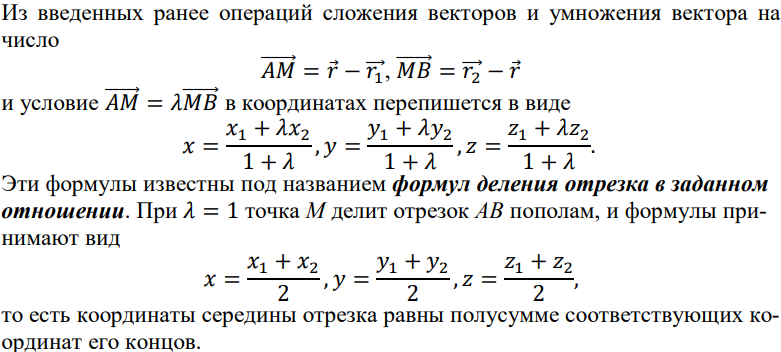 Из введенных ранее операций сложения векторов и умножения вектора на
число
$\overrightarrow{AM} = \vec{r} - \overrightarrow{r_1}, \overrightarrow{MB} = \overrightarrow{r_2} - \vec{r}$
и условие $\overrightarrow{AM} = \lambda\overrightarrow{MB}$ в координатах перепишется в виде
$x = \frac{x_1 + \lambda x_2}{1 + \lambda}, y = \frac{y_1 + \lambda y_2}{1 + \lambda}, z = \frac{z_1 + \lambda z_2}{1 + \lambda}.$
Эти формулы известны под названием формул деления отрезка в заданном
отношении. При $\lambda = 1$ точка M делит отрезок AB пополам, и формулы при-
нимают вид
$x = \frac{x_1 + x_2}{2}, y = \frac{y_1 + y_2}{2}, z = \frac{z_1 + z_2}{2},$
то есть координаты середины отрезка равны полусумме соответствующих ко-
ординат его концов.